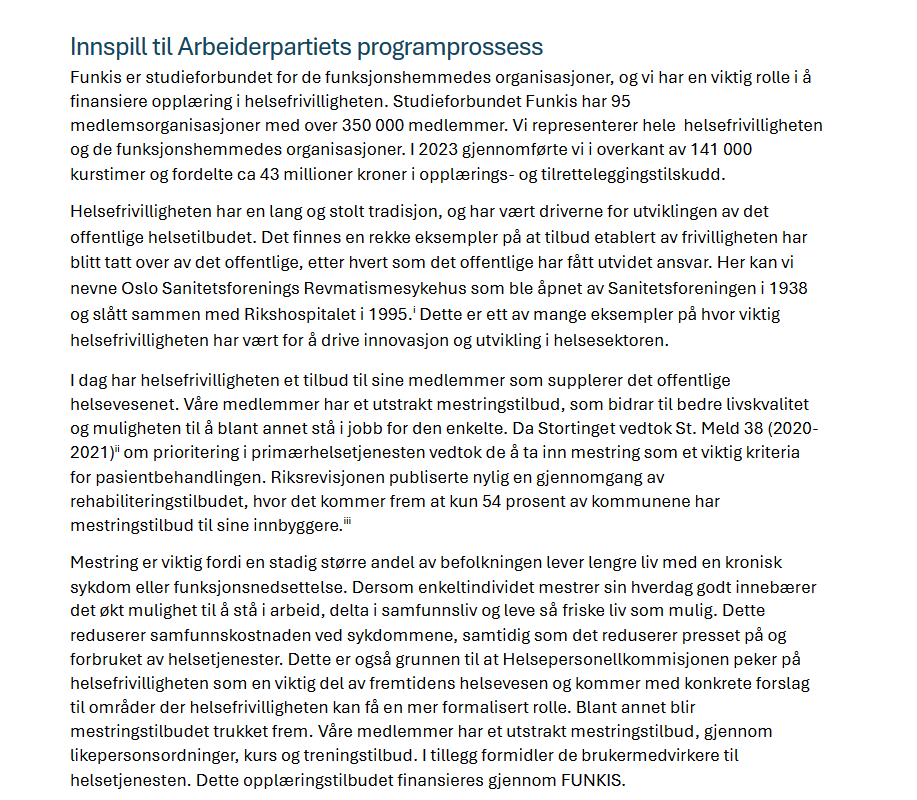 Innspill til Arbeiderpartiets programprossess
Funkis er studieforbundet for de funksjonshemmedes organisasjoner, og vi har en viktig rolle i å
finansiere opplæring i helsefrivilligheten. Studieforbundet Funkis har 95
medlemsorganisasjoner med over 350 000 medlemmer. Vi representerer hele  helsefrivilligheten
og de funksjonshemmedes organisasjoner. I 2023 gjennomførte vi i overkant av 141 000
kurstimer og fordelte ca 43 millioner kroner i opplærings- og tilretteleggingstilskudd.
Helsefrivilligheten har en lang og stolt tradisjon, og har vært driverne for utviklingen av det
offentlige helsetilbudet. Det finnes en rekke eksempler på at tilbud etablert av frivilligheten har
blitt tatt over av det offentlige, etter hvert som det offentlige har fått utvidet ansvar. Her kan vi
nevne Oslo Sanitetsforenings Revmatismesykehus som ble åpnet av Sanitetsforeningen i 1938
og slått sammen med Rikshospitalet i 1995.ⁱ Dette er ett av mange eksempler på hvor viktig
helsefrivilligheten har vært for å drive innovasjon og utvikling i helsesektoren.
I dag har helsefrivilligheten et tilbud til sine medlemmer som supplerer det offentlige
helsevesenet. Våre medlemmer har et utstrakt mestringstilbud, som bidrar til bedre livskvalitet
og muligheten til å blant annet stå i jobb for den enkelte. Da Stortinget vedtok St. Meld 38 (2020-
2021)ⁱⁱ om prioritering i primærhelsetjenesten vedtok de å ta inn mestring som et viktig kriteria
for pasientbehandlingen. Riksrevisjonen publiserte nylig en gjennomgang av
rehabiliteringstilbudet, hvor det kommer frem at kun 54 prosent av kommunene har
mestringstilbud til sine innbyggere.ⁱⁱⁱ
Mestring er viktig fordi en stadig større andel av befolkningen lever lengre liv med en kronisk
sykdom eller funksjonsnedsettelse. Dersom enkeltindividet mestrer sin hverdag godt innebærer
det økt mulighet til å stå i arbeid, delta i samfunnsliv og leve så friske liv som mulig. Dette
reduserer samfunnskostnaden ved sykdommene, samtidig som det reduserer presset på og
forbruket av helsetjenester. Dette er også grunnen til at Helsepersonellkommisjonen peker på
helsefrivilligheten som en viktig del av fremtidens helsevesen og kommer med konkrete forslag
til områder der helsefrivilligheten kan få en mer formalisert rolle. Blant annet blir
mestringstilbudet trukket frem. Våre medlemmer har et utstrakt mestringstilbud, gjennom
likepersonsordninger, kurs og treningstilbud. I tillegg formidler de brukermedvirkere til
helsetjenesten. Dette opplæringstilbudet finansieres gjennom FUNKIS.